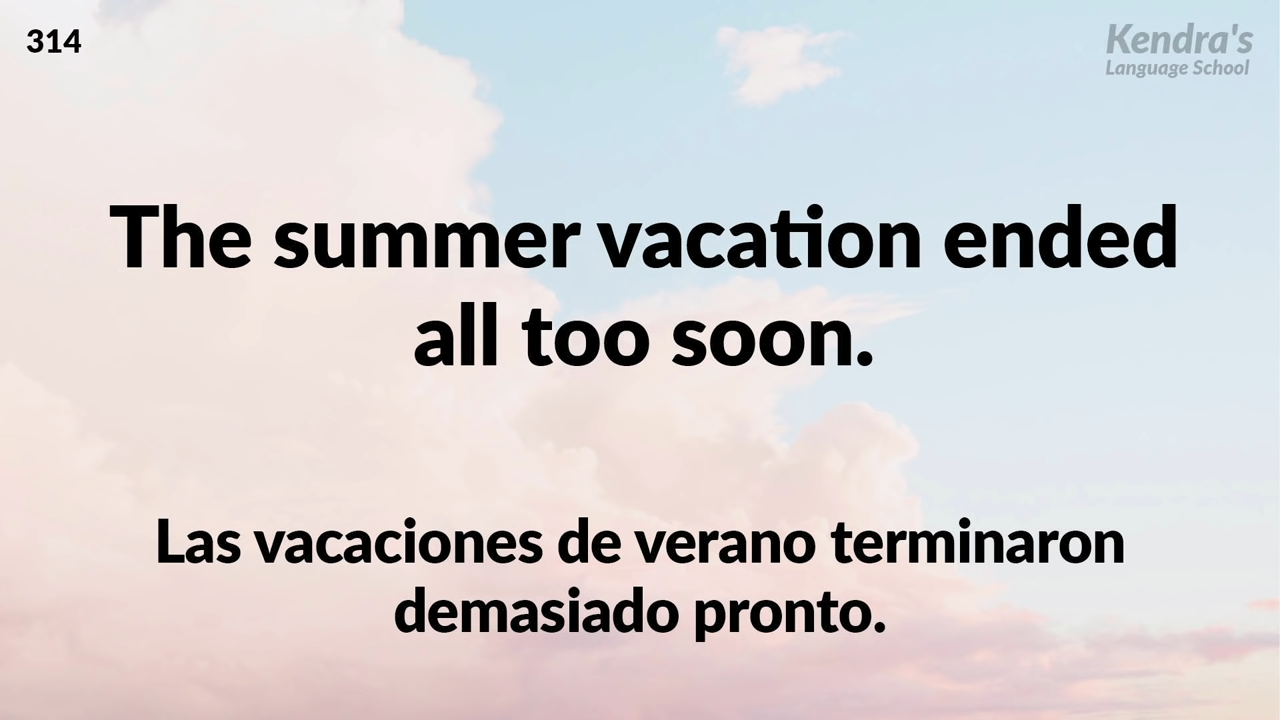 314
Kendra's
Language School
The summer vacation ended
all too soon.
Las vacaciones de verano terminaron
demasiado pronto.